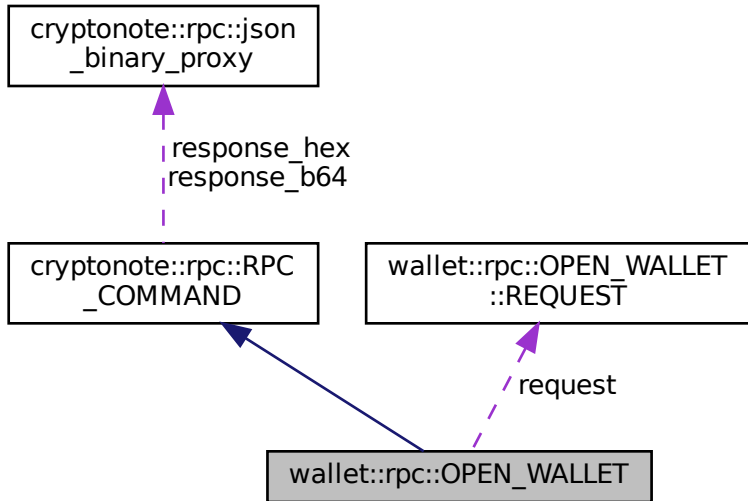 cryptonote::rpc::json
_binary_proxy
response_hex
response_b64
cryptonote::rpc::RPC
_COMMAND
wallet::rpc::OPEN_WALLET
::REQUEST
request
wallet::rpc::OPEN_WALLET